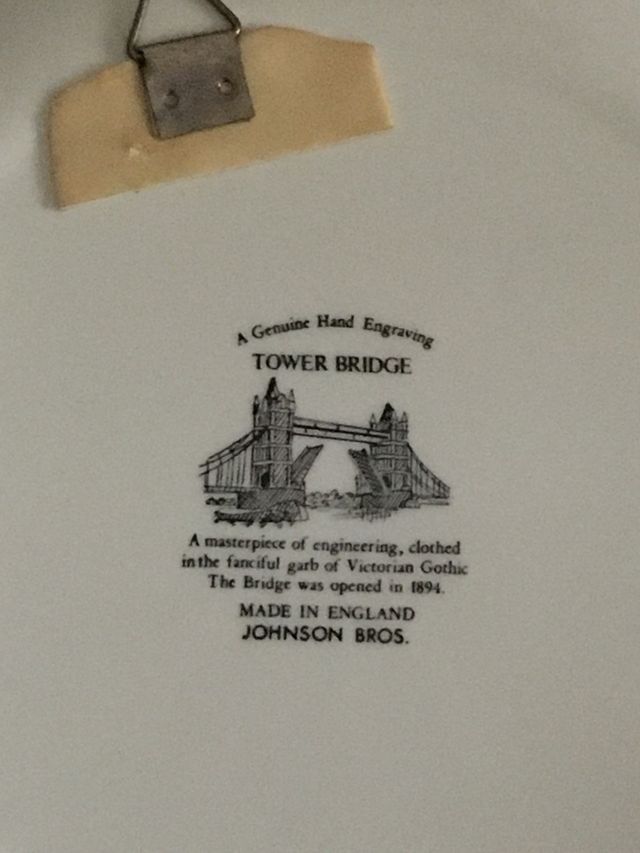 A Genuine Hand Engraving
TOWER BRIDGE
A masterpiece of engineering, clothed
in the fanciful garb of Victorian Gothic
The Bridge was opened in 1894.
MADE IN ENGLAND
JOHNSON BROS.